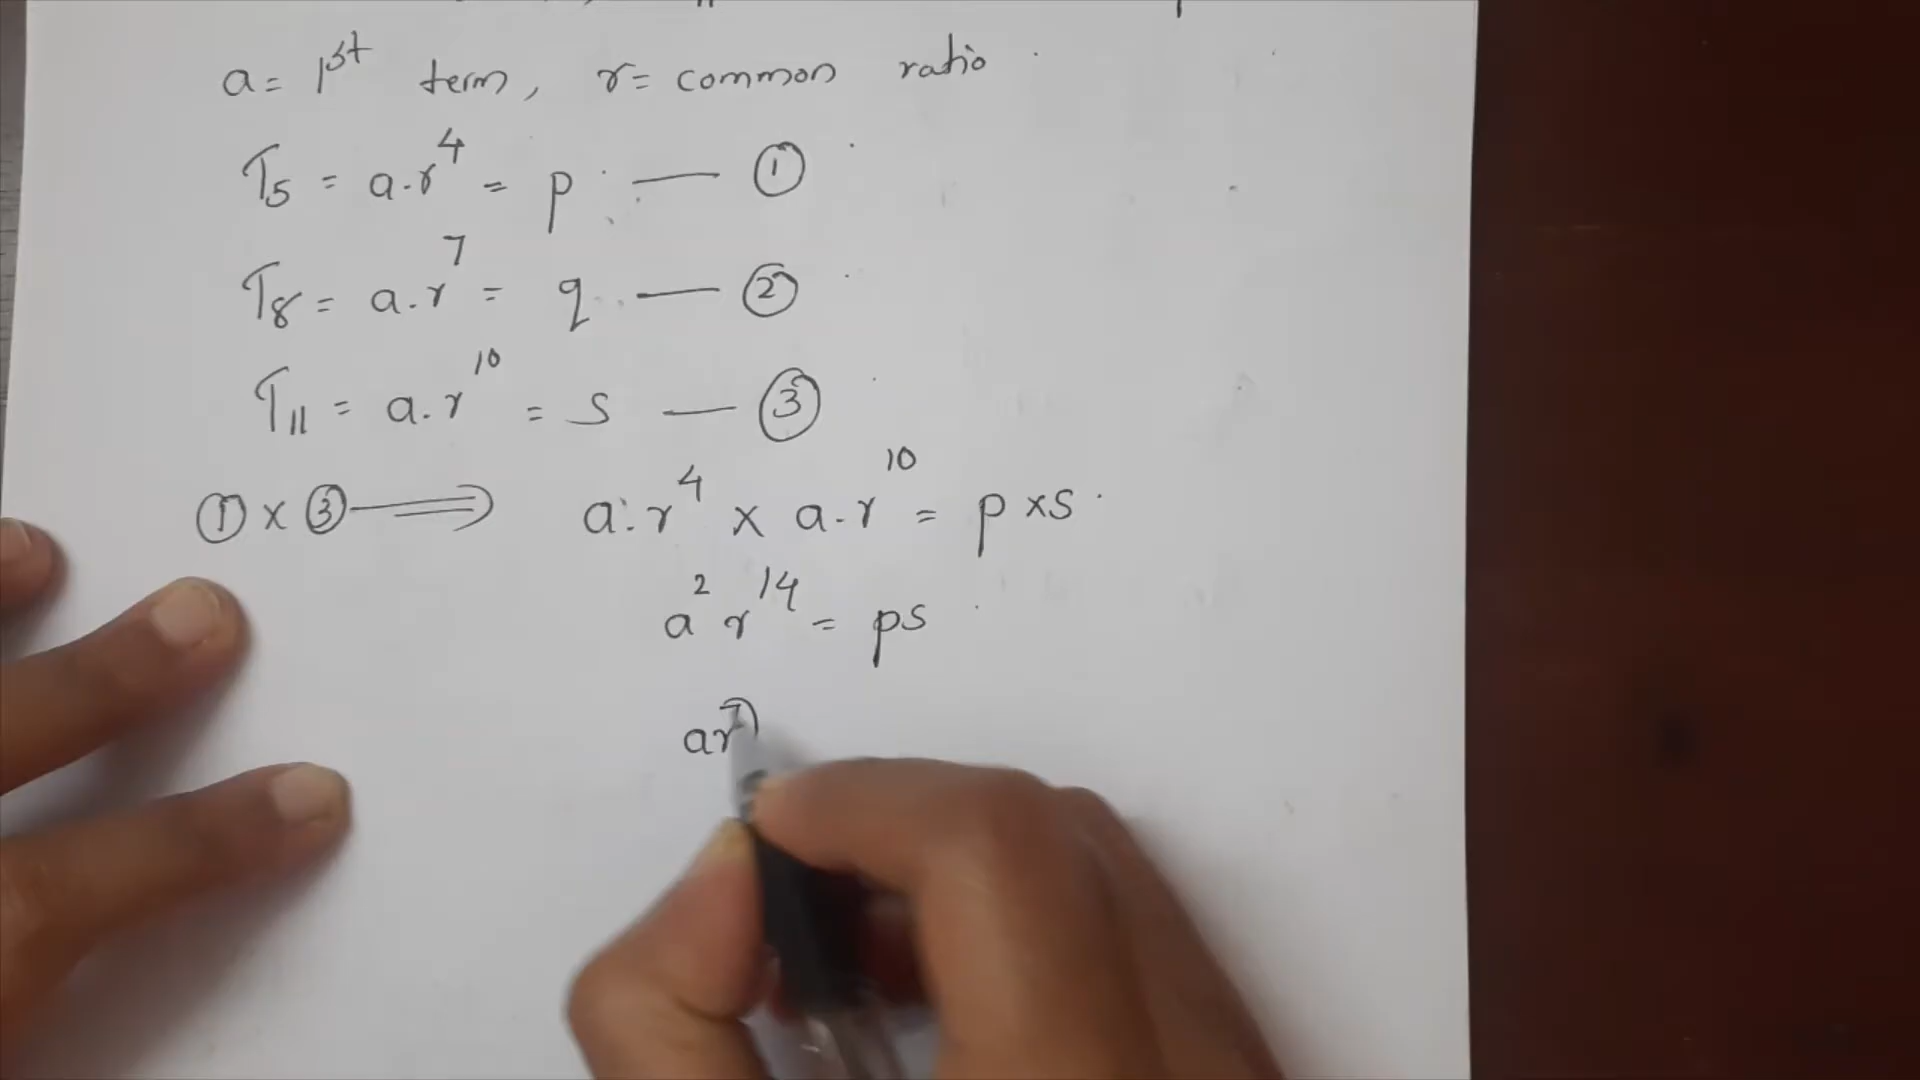 a = 1st term, r = common ratio
T5 = a.r^4 = p — ①
T8 = a.r^7 = q — ②
T11 = a.r^10 = s — ③
① x ③ ⟹ a.r^4 x a.r^10 = p x s
a^2 r^14 = ps
ar^7)